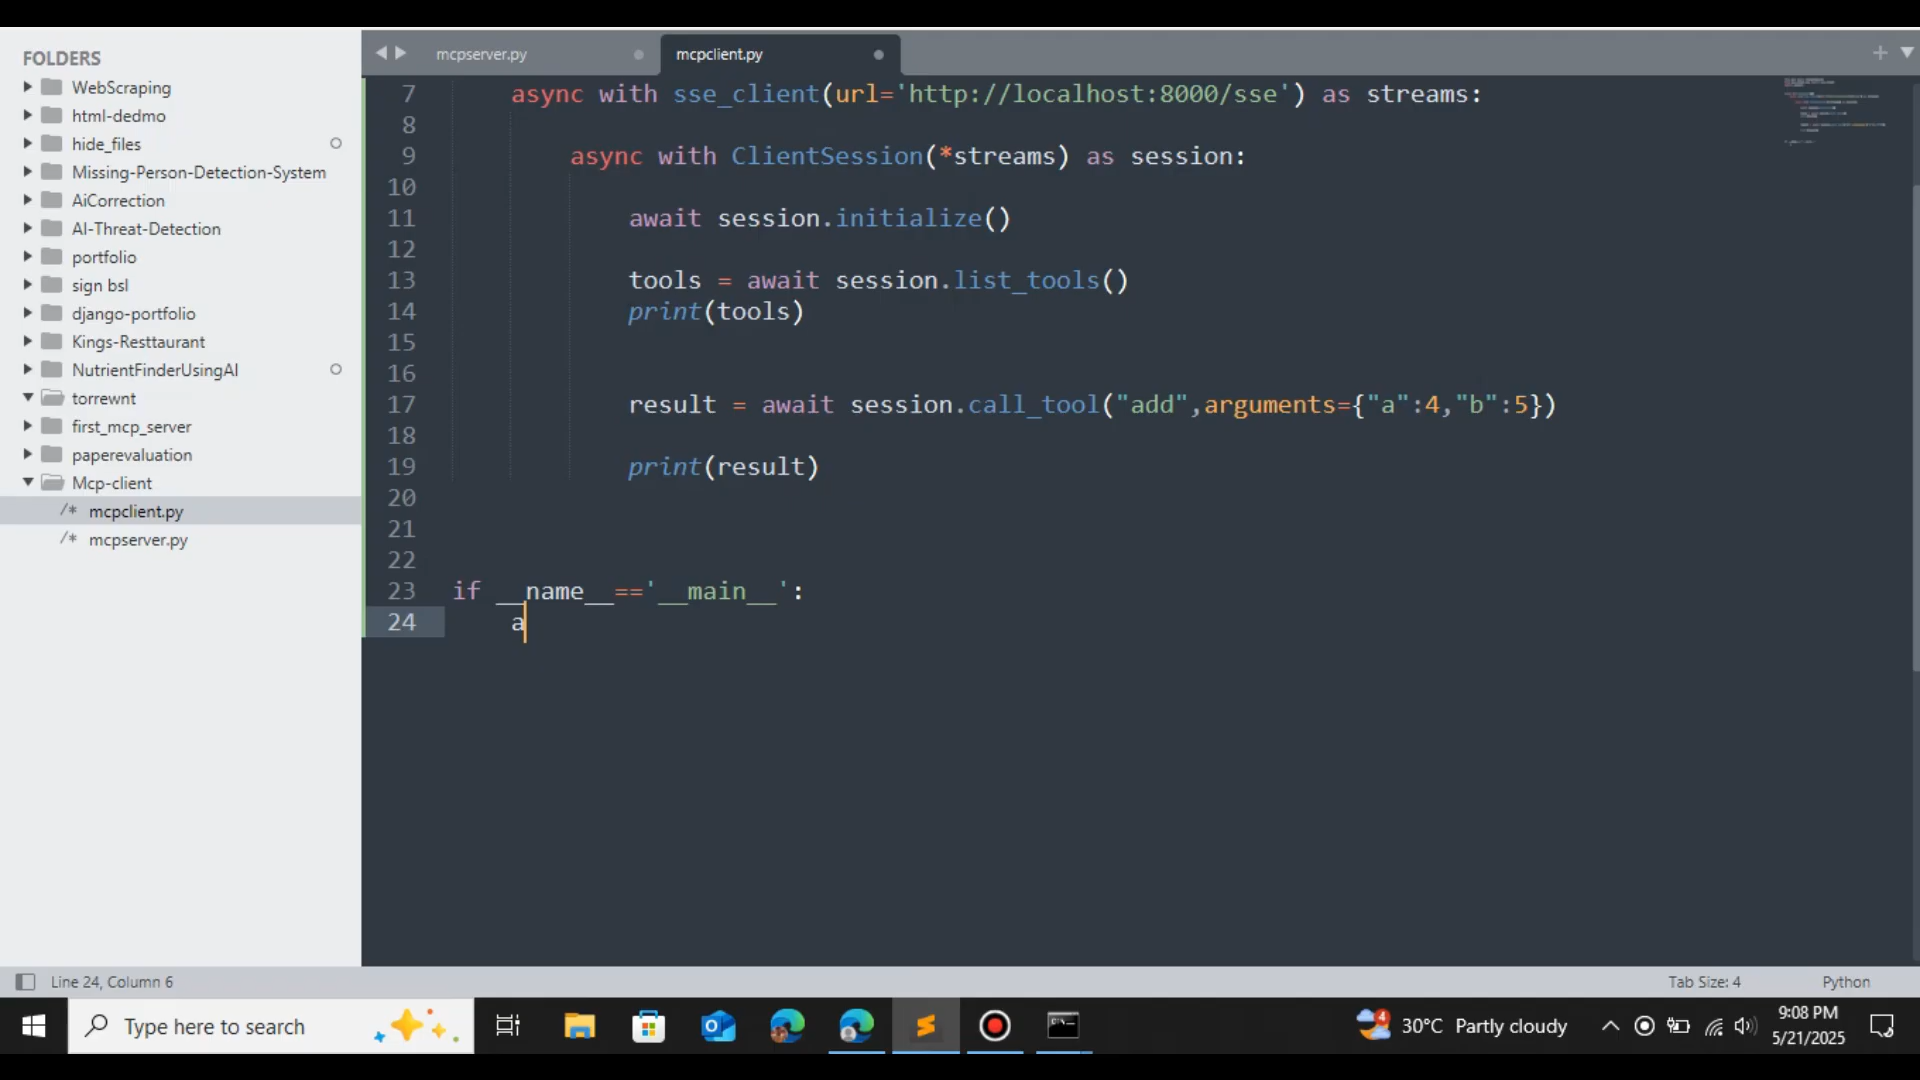 FOLDERS
WebScraping
html-dedmo
hide_files
Missing-Person-Detection-System
AiCorrection
AI-Threat-Detection
portfolio
sign bsl
django-portfolio
Kings-Resttaurant
NutrientFinderUsingAI
torrewnt
first_mcp_server
paperevaluation
Mcp-client
/* mcpclient.py
/* mcpserver.py
mcpserver.py
mcpclient.py
7 async with sse_client(url='http://localhost:8000/sse') as streams:
8
9 async with ClientSession(*streams) as session:
10
11 await session.initialize()
12
13 tools = await session.list_tools()
14 print(tools)
15
16
17 result = await session.call_tool("add",arguments={"a":4,"b":5})
18
19 print(result)
20
21
22
23 if __name__=='__main__':
24 a
Line 24, Column 6
Tab Size: 4
Python
Type here to search
4
30°C Partly cloudy
9:08 PM
5/21/2025